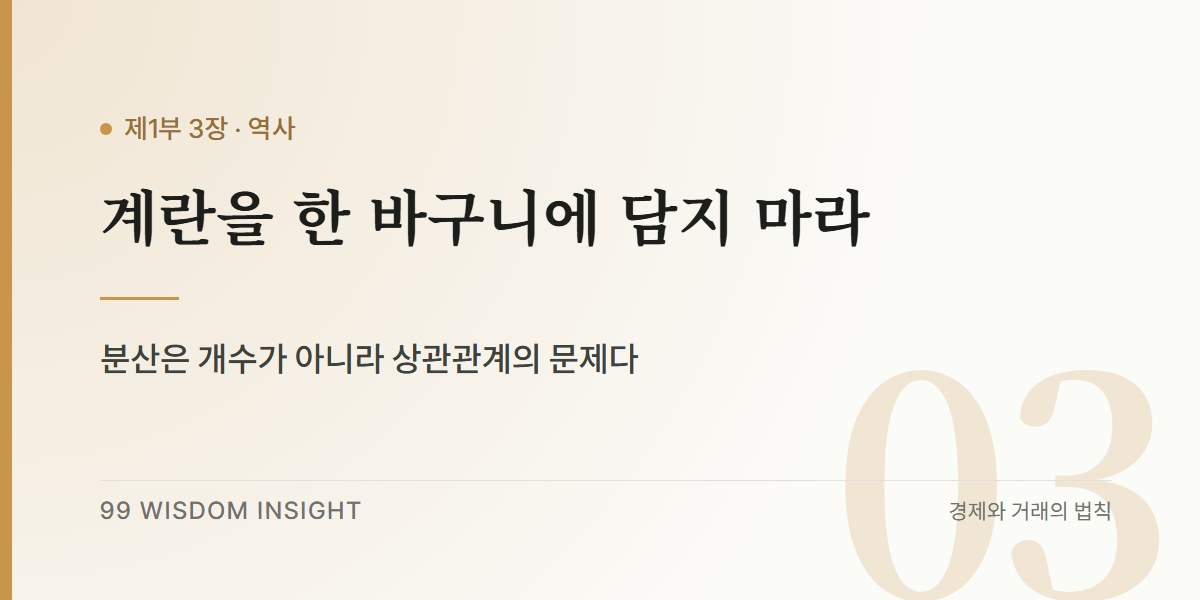 제1부 3장 · 역사
계란을 한 바구니에 담지 마라
분산은 개수가 아니라 상관관계의 문제다
03
99 WISDOM INSIGHT
경제와 거래의 법칙